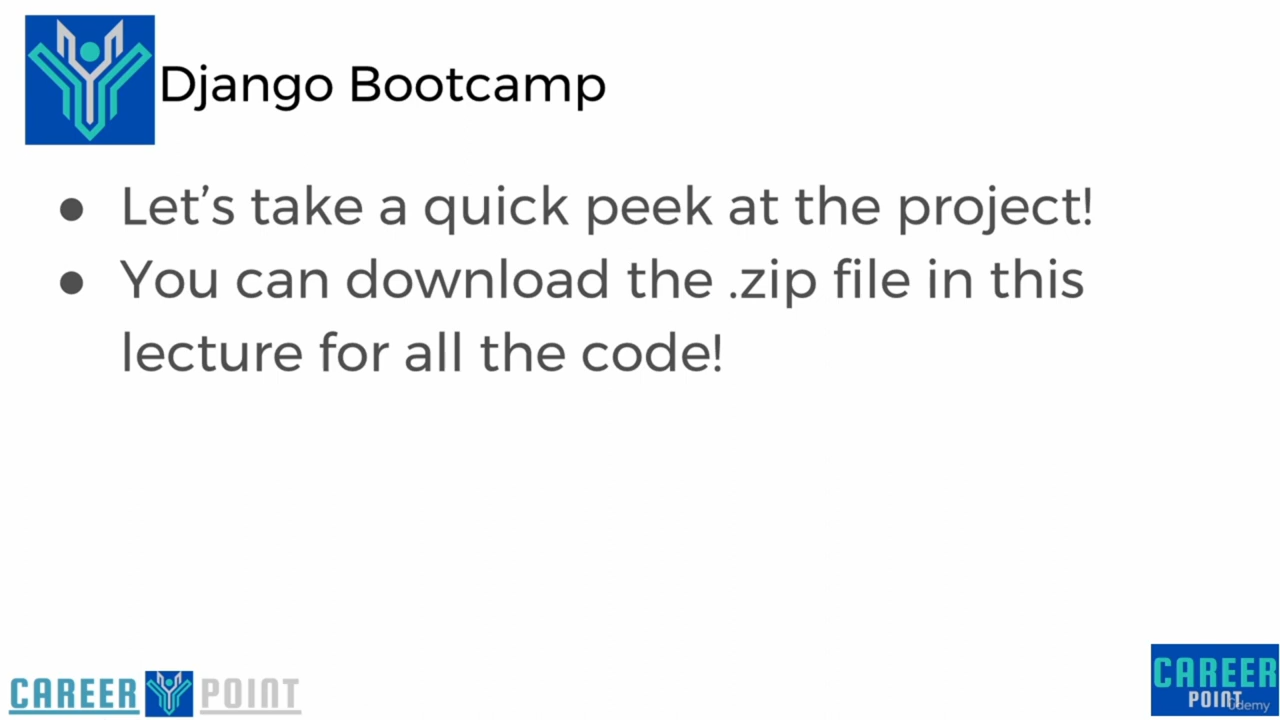 Django Bootcamp
● Let's take a quick peek at the project!
● You can download the .zip file in this
lecture for all the code!
CAREER POINT
CAREER
POINT
ûdemy